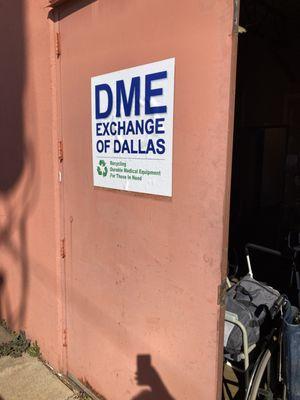 DME
EXCHANGE
OF DALLAS
Recycling
Durable Medical Equipment
For Those In Need